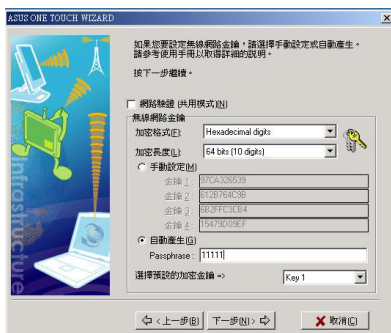 ASUS ONE TOUCH WIZARD
如果您要設定無線網路金鑰，請選擇手動設定或自動產生。
請參考使用手冊以取得詳細的說明。
按下一步繼續。
網路驗證 (共用模式)(N)
無線網路金鑰
加密格式(F): Hexadecimal digits
加密長度(L): 64 bits (10 digits)
手動設定(M)
金鑰 1: 97CA326539
金鑰 2: 612B764C9B
金鑰 3: 6B2FFC3CB4
金鑰 4: 15479D09EF
自動產生(G)
Passphrase: 11111
選擇預設的加密金鑰 => Key 1
<上一步(B) 下一步(N)> 取消(C)
Infrastructure